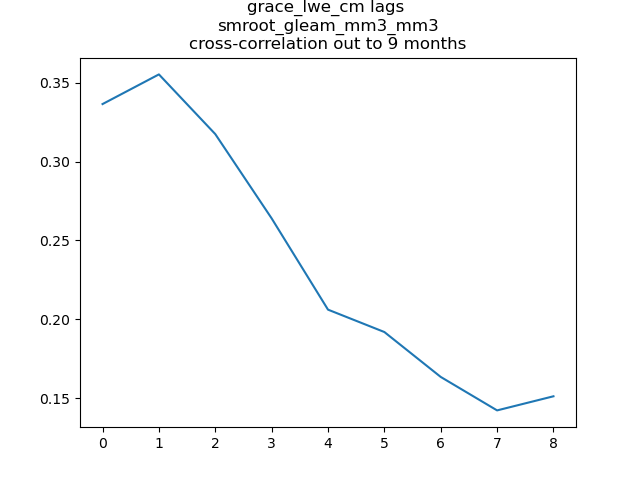 grace_lwe_cm lags
smroot_gleam_mm3_mm3
cross-correlation out to 9 months
0.35
0.30
0.25
0.20
0.15
0 1 2 3 4 5 6 7 8